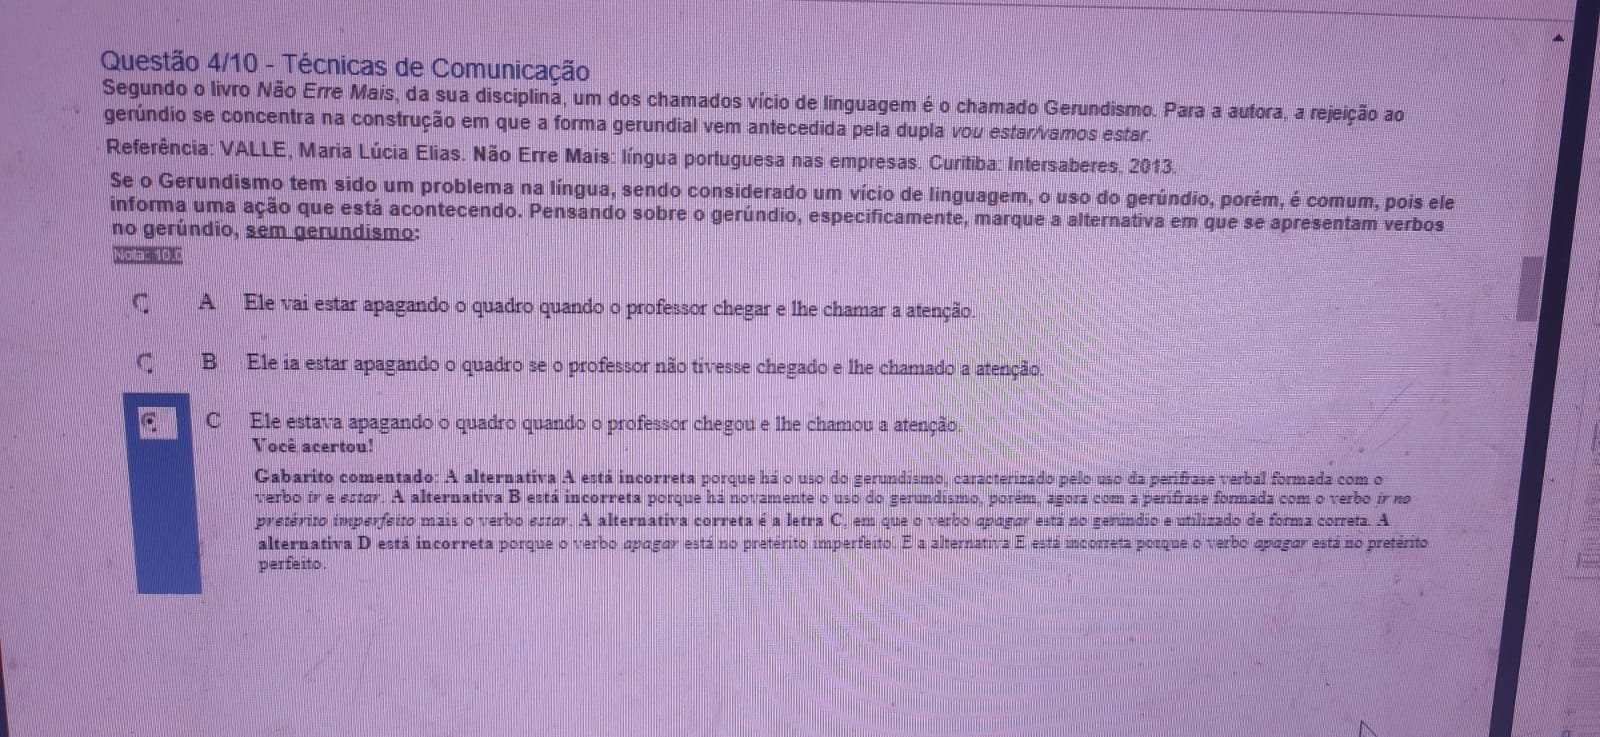 Questão 4/10 - Técnicas de Comunicação
Segundo o livro Não Erre Mais, da sua disciplina, um dos chamados vício de linguagem é o chamado Gerundismo. Para a autora, a rejeição ao
gerúndio se concentra na construção em que a forma gerundial vem antecedida pela dupla vou estar/vamos estar.
Referência: VALLE, Maria Lúcia Elias. Não Erre Mais: língua portuguesa nas empresas. Curitiba: Intersaberes, 2013.
Se o Gerundismo tem sido um problema na língua, sendo considerado um vício de linguagem, o uso do gerúndio, porém, é comum, pois ele
informa uma ação que está acontecendo. Pensando sobre o gerúndio, especificamente, marque a alternativa em que se apresentam verbos
no gerúndio, sem gerundismo:
Nota: 10.0
A Ele vai estar apagando o quadro quando o professor chegar e lhe chamar a atenção.
B Ele ia estar apagando o quadro se o professor não tivesse chegado e lhe chamado a atenção.
C Ele estava apagando o quadro quando o professor chegou e lhe chamou a atenção.
Você acertou!
Gabarito comentado: A alternativa A está incorreta porque há o uso do gerundismo, caracterizado pelo uso da perífrase verbal formada com o
verbo ir e estar. A alternativa B está incorreta porque há novamente o uso do gerundismo, porém, agora com a perífrase formada com o verbo ir no
pretérito imperfeito mais o verbo estar. A alternativa correta é a letra C, em que o verbo apagar está no gerúndio e utilizado de forma correta. A
alternativa D está incorreta porque o verbo apagar está no pretérito imperfeito. E a alternativa E está incorreta porque o verbo apagar está no pretérito
perfeito.